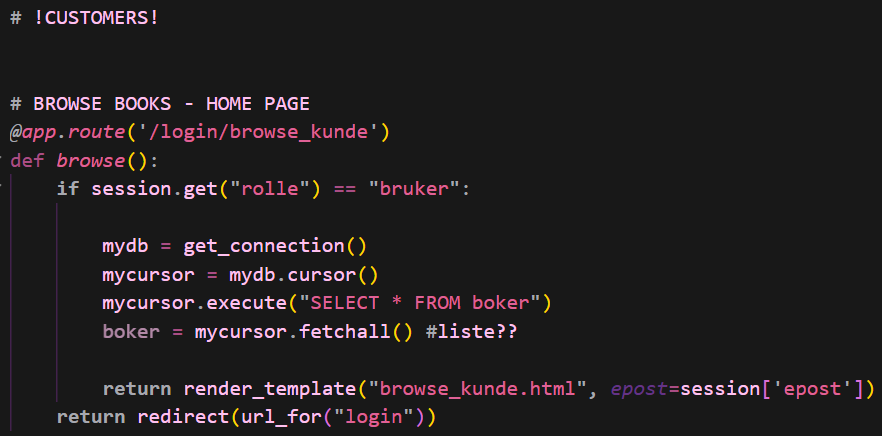 # !CUSTOMERS!
# BROWSE BOOKS - HOME PAGE
@app.route('/login/browse_kunde')
def browse():
    if session.get("rolle") == "bruker":
        mydb = get_connection()
        mycursor = mydb.cursor()
        mycursor.execute("SELECT * FROM boker")
        boker = mycursor.fetchall() #liste??
        return render_template("browse_kunde.html", epost=session['epost'])
    return redirect(url_for("login"))